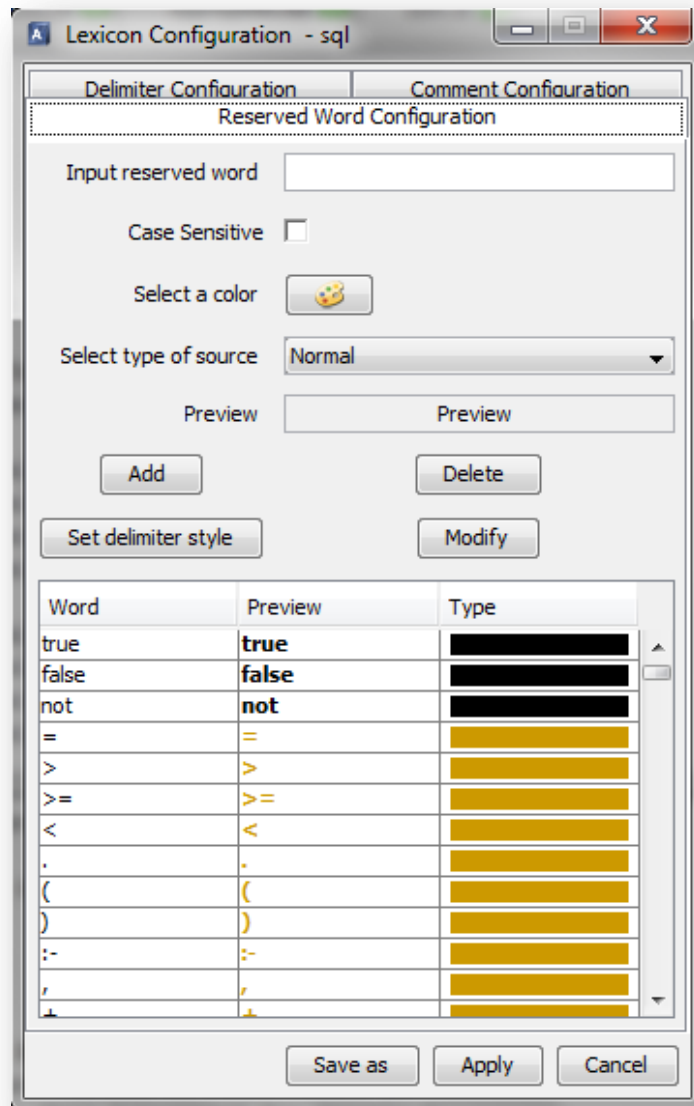 Lexicon Configuration - sql
Delimiter Configuration Comment Configuration
Reserved Word Configuration
Input reserved word
Case Sensitive
Select a color
Select type of source Normal
Preview Preview
Add Delete
Set delimiter style Modify
Word Preview Type
true true
false false
not not
= =
> >
>= >=
< <
. .
( (
) )
:- :-
, ,
+ +
Save as Apply Cancel